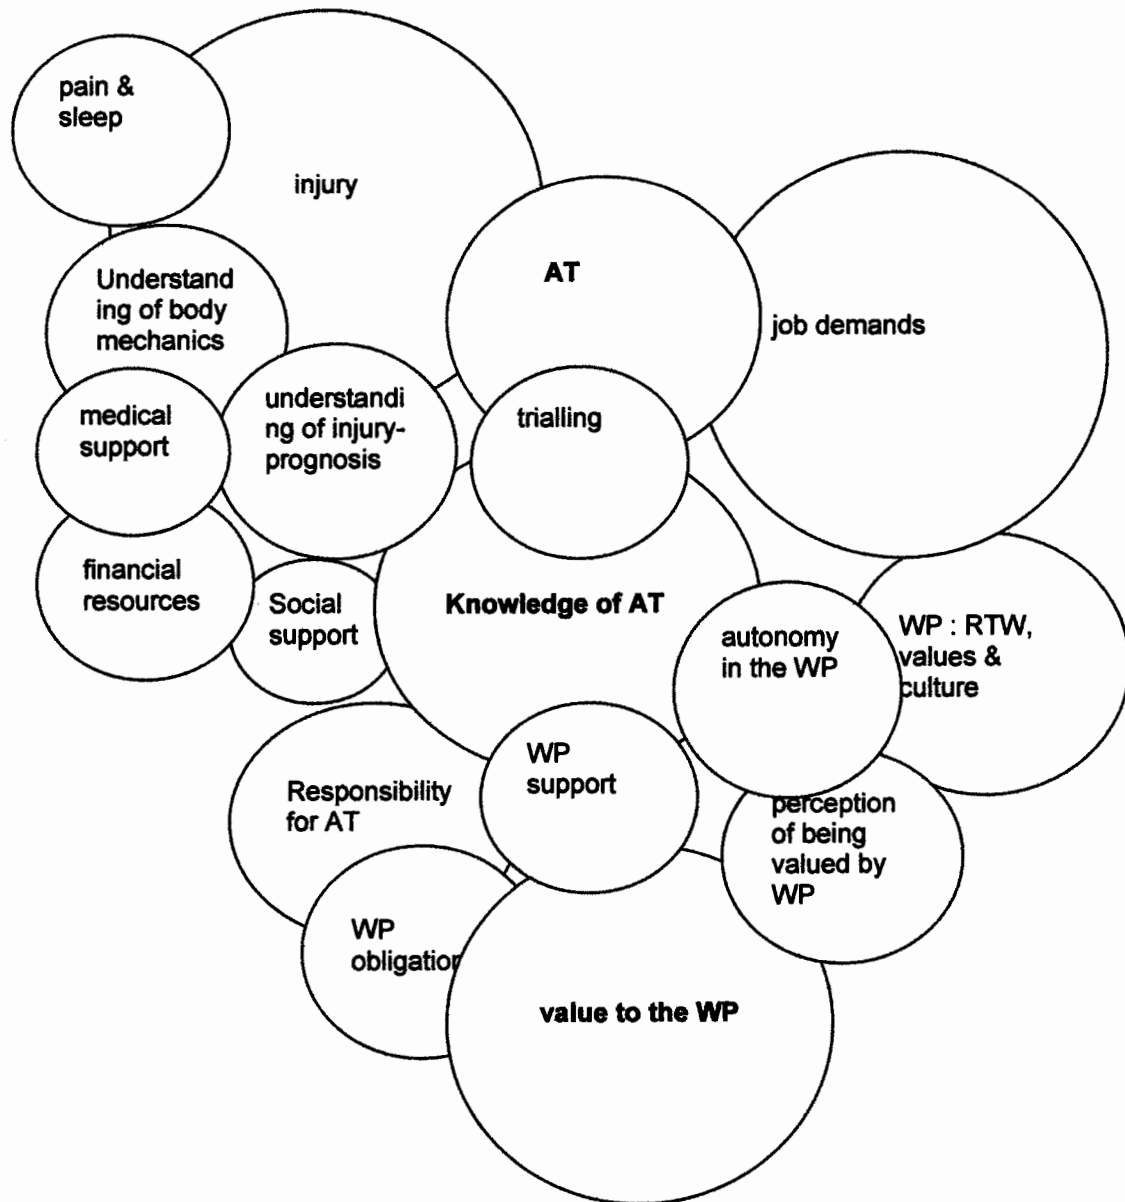 pain &
sleep
injury
AT
job demands
Understand
ing of body
mechanics
medical
support
understandi
ng of injury-
prognosis
trialling
financial
resources
Social
support
Knowledge of AT
autonomy
in the WP
WP : RTW,
values &
culture
WP
support
Responsibility
for AT
perception
of being
valued by
WP
WP
obligation
value to the WP